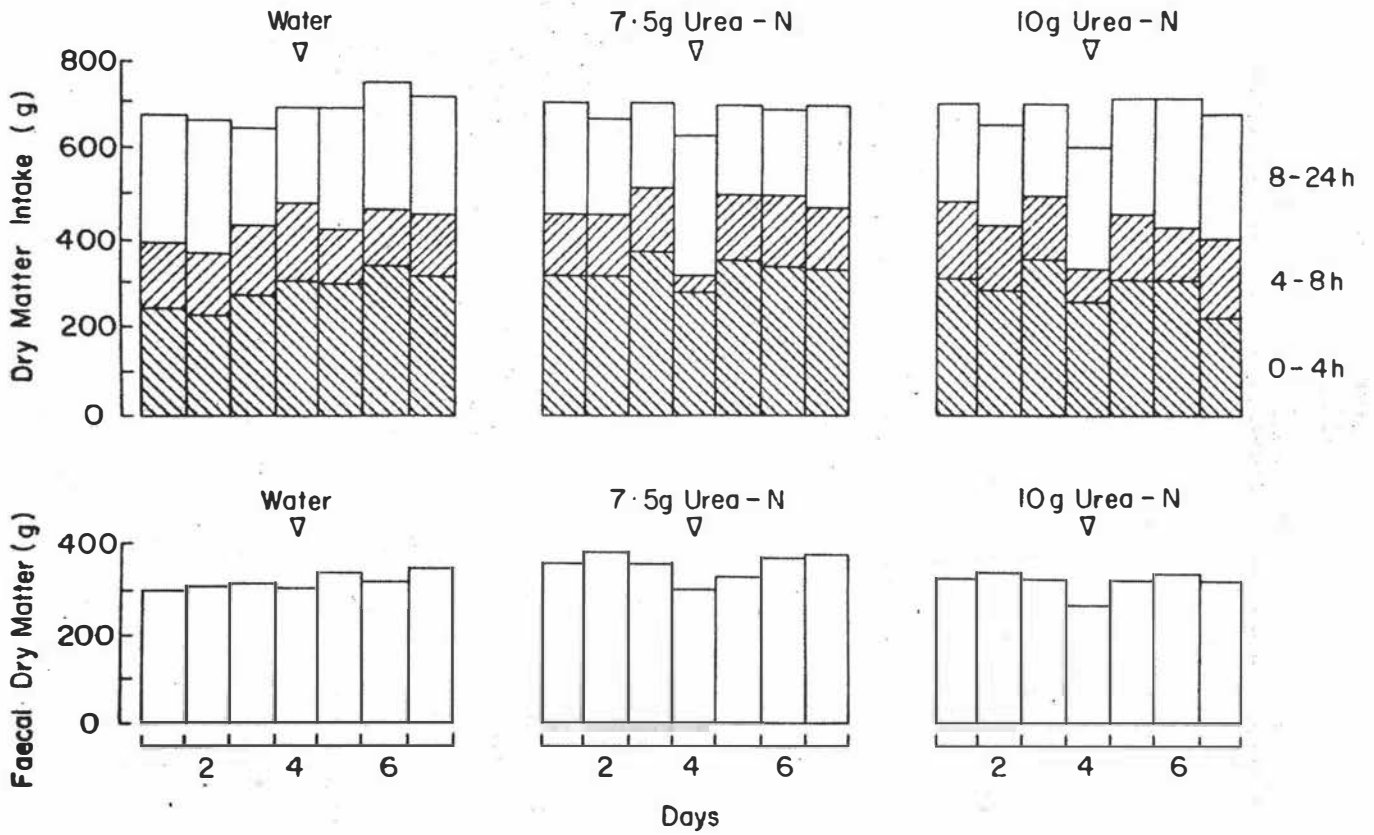 Water 7·5g Urea - N 10g Urea - N
Dry Matter Intake (g)
800
600
400
200
0
8-24h
4-8h
0-4h
Water 7·5g Urea - N 10g Urea - N
Faecal Dry Matter (g)
400
200
0
2 4 6 2 4 6 2 4 6
Days